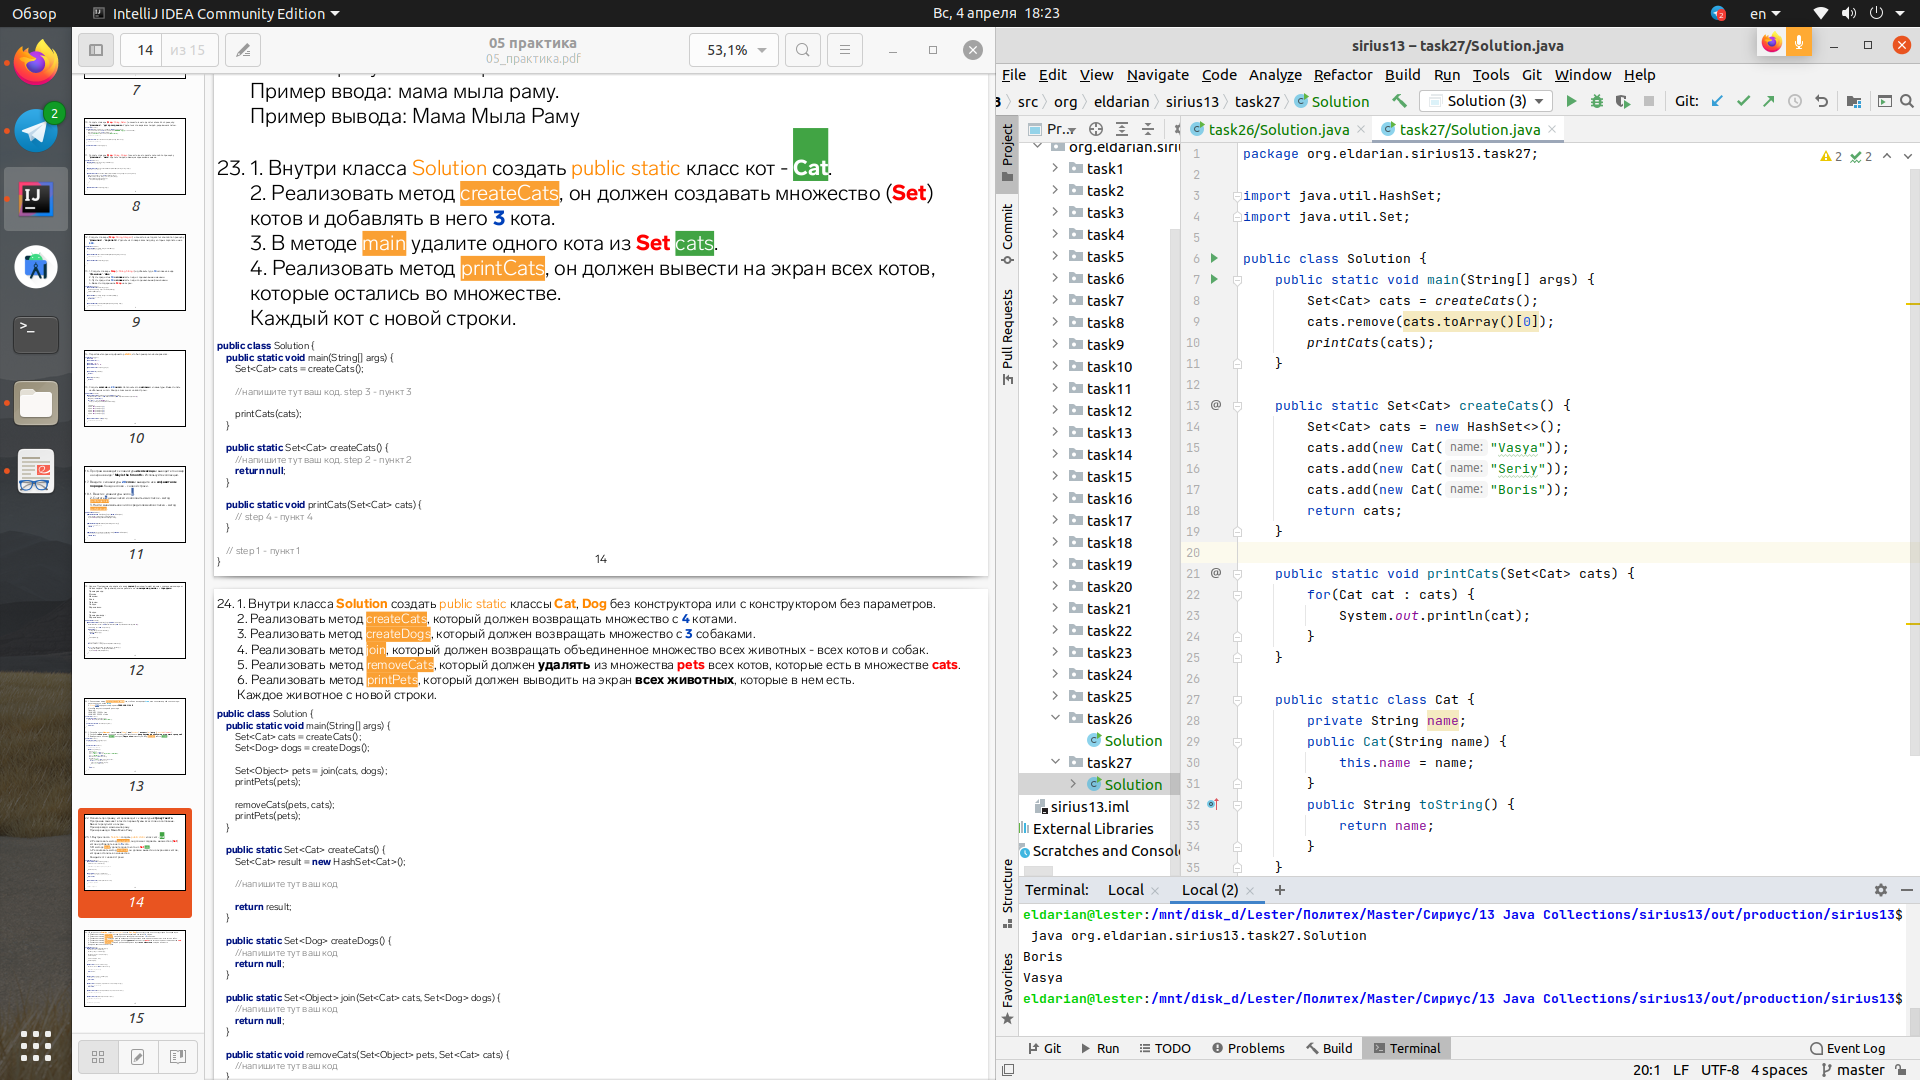 Обзор
IntelliJ IDEA Community Edition
Вс, 4 апреля 18:23
2
en
14 из 15
05 практика
05_практика.pdf
53,1%
7
8
9
10
11
12
13
14
15
Пример ввода: мама мыла раму.
Пример вывода: Мама Мыла Раму
23. 1. Внутри класса Solution создать public static класс кот - Cat.
2. Реализовать метод createCats, он должен создавать множество (Set)
котов и добавлять в него 3 кота.
3. В методе main удалите одного кота из Set cats.
4. Реализовать метод printCats, он должен вывести на экран всех котов,
которые остались во множестве.
Каждый кот с новой строки.
public class Solution {
public static void main(String[] args) {
Set<Cat> cats = createCats();
//напишите тут ваш код. step 3 - пункт 3
printCats(cats);
}
public static Set<Cat> createCats() {
//напишите тут ваш код. step 2 - пункт 2
return null;
}
public static void printCats(Set<Cat> cats) {
// step 4 - пункт 4
}
// step 1 - пункт 1
}
14
24. 1. Внутри класса Solution создать public static классы Cat, Dog без конструктора или с конструктором без параметров.
2. Реализовать метод createCats, который должен возвращать множество с 4 котами.
3. Реализовать метод createDogs, который должен возвращать множество с 3 собаками.
4. Реализовать метод join, который должен возвращать объединенное множество всех животных - всех котов и собак.
5. Реализовать метод removeCats, который должен удалять из множества pets всех котов, которые есть в множестве cats.
6. Реализовать метод printPets, который должен выводить на экран всех животных, которые в нем есть.
Каждое животное с новой строки.
public class Solution {
public static void main(String[] args) {
Set<Cat> cats = createCats();
Set<Dog> dogs = createDogs();
Set<Object> pets = join(cats, dogs);
printPets(pets);
removeCats(pets, cats);
printPets(pets);
}
public static Set<Cat> createCats() {
Set<Cat> result = new HashSet<Cat>();
//напишите тут ваш код
return result;
}
public static Set<Dog> createDogs() {
//напишите тут ваш код
return null;
}
public static Set<Object> join(Set<Cat> cats, Set<Dog> dogs) {
//напишите тут ваш код
return null;
}
public static void removeCats(Set<Object> pets, Set<Cat> cats) {
//напишите тут ваш код
}
sirius13 – task27/Solution.java
File Edit View Navigate Code Analyze Refactor Build Run Tools Git Window Help
3 src org eldarian sirius13 task27 Solution
Solution (3)
Git:
Project
Commit
Pull Requests
Structure
Favorites
Pr...
org.eldarian.siri
task1
task2
task3
task4
task5
task6
task7
task8
task9
task10
task11
task12
task13
task14
task15
task16
task17
task18
task19
task20
task21
task22
task23
task24
task25
task26
Solution
task27
Solution
sirius13.iml
External Libraries
Scratches and Consol
task26/Solution.java
task27/Solution.java
2 2
1 package org.eldarian.sirius13.task27;
2
3 import java.util.HashSet;
4 import java.util.Set;
5
6 public class Solution {
7 public static void main(String[] args) {
8 Set<Cat> cats = createCats();
9 cats.remove(cats.toArray()[0]);
10 printCats(cats);
11 }
12
13 @ public static Set<Cat> createCats() {
14 Set<Cat> cats = new HashSet<>();
15 cats.add(new Cat( name: "Vasya"));
16 cats.add(new Cat( name: "Seriy"));
17 cats.add(new Cat( name: "Boris"));
18 return cats;
19 }
20
21 @ public static void printCats(Set<Cat> cats) {
22 for(Cat cat : cats) {
23 System.out.println(cat);
24 }
25 }
26
27 public static class Cat {
28 private String name;
29 public Cat(String name) {
30 this.name = name;
31 }
32 public String toString() {
33 return name;
34 }
35 }
Terminal: Local Local (2)
eldarian@lester:/mnt/disk_d/Lester/Политех/Master/Сириус/13 Java Collections/sirius13/out/production/sirius13$
java org.eldarian.sirius13.task27.Solution
Boris
Vasya
eldarian@lester:/mnt/disk_d/Lester/Политех/Master/Сириус/13 Java Collections/sirius13/out/production/sirius13$
Git Run TODO Problems Build Terminal Event Log
20:1 LF UTF-8 4 spaces master